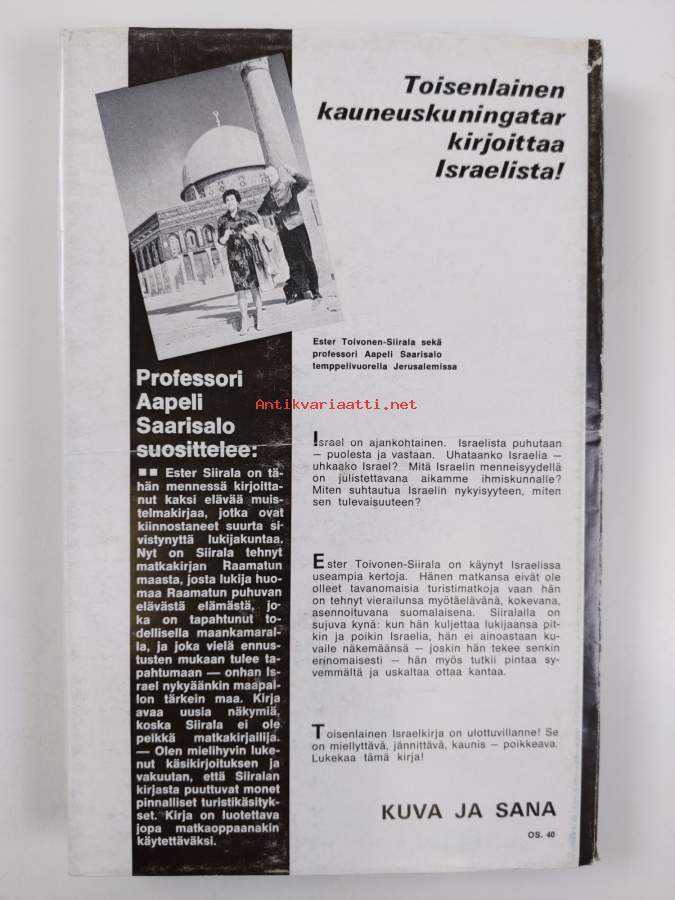 Toisenlainen
kauneuskuningatar
kirjoittaa
Israelista!
Ester Toivonen-Siirala sekä
professori Aapeli Saarisalo
temppelivuorella Jerusalemissa
Professori
Aapeli
Saarisalo
suosittelee:
Antikvariaatti.net
■■ Ester Siirala on tä-
hän mennessä kirjoitta-
nut kaksi elävää muis-
telmakirjaa, jotka ovat
kiinnostaneet suurta si-
vistynyttä lukijakuntaa.
Nyt on Siirala tehnyt
matkakirjan Raamatun
maasta, josta lukija huo-
maa Raamatun puhuvan
elävästä elämästä, jo-
ka on tapahtunut to-
dellisella maankamaral-
la, ja joka vielä ennus-
tusten mukaan tulee ta-
pahtumaan — onhan Is-
rael nykyäänkin maapal-
lon tärkein maa. Kirja
avaa uusia näkymiä,
koska Siirala ei ole
pelkkä matkakirjailija.
— Olen mielihyvin luke-
nut käsikirjoituksen ja
vakuutan, että Siiralan
kirjasta puuttuvat monet
pinnalliset turistikäsityk-
set. Kirja on luotettava
jopa matkaoppaanakin
käytettäväksi.
Israel on ajankohtainen. Israelista puhutaan
— puolesta ja vastaan. Uhataanko Israelia —
uhkaako Israel? Mitä Israelin menneisyydellä
on julistettavana aikamme ihmiskunnalle?
Miten suhtautua Israelin nykyisyyteen, miten
sen tulevaisuuteen?
Ester Toivonen-Siirala on käynyt Israelissa
useampia kertoja. Hänen matkansa eivät ole
olleet tavanomaisia turistimatkoja vaan hän
on tehnyt vierailunsa myötäelävänä, kokevana,
asennoituvana suomalaisena. Siiralalla on
sujuva kynä: kun hän kuljettaa lukijaansa pit-
kin ja poikin Israelia, hän ei ainoastaan ku-
vaile näkemäänsä — joskin hän tekee senkin
erinomaisesti — hän myös tutkii pintaa sy-
vemmältä ja uskaltaa ottaa kantaa.
Toisenlainen Israelkirja on ulottuvillanne! Se
on miellyttävä, jännittävä, kaunis — poikkeava.
Lukekaa tämä kirja!
KUVA JA SANA
OS. 40